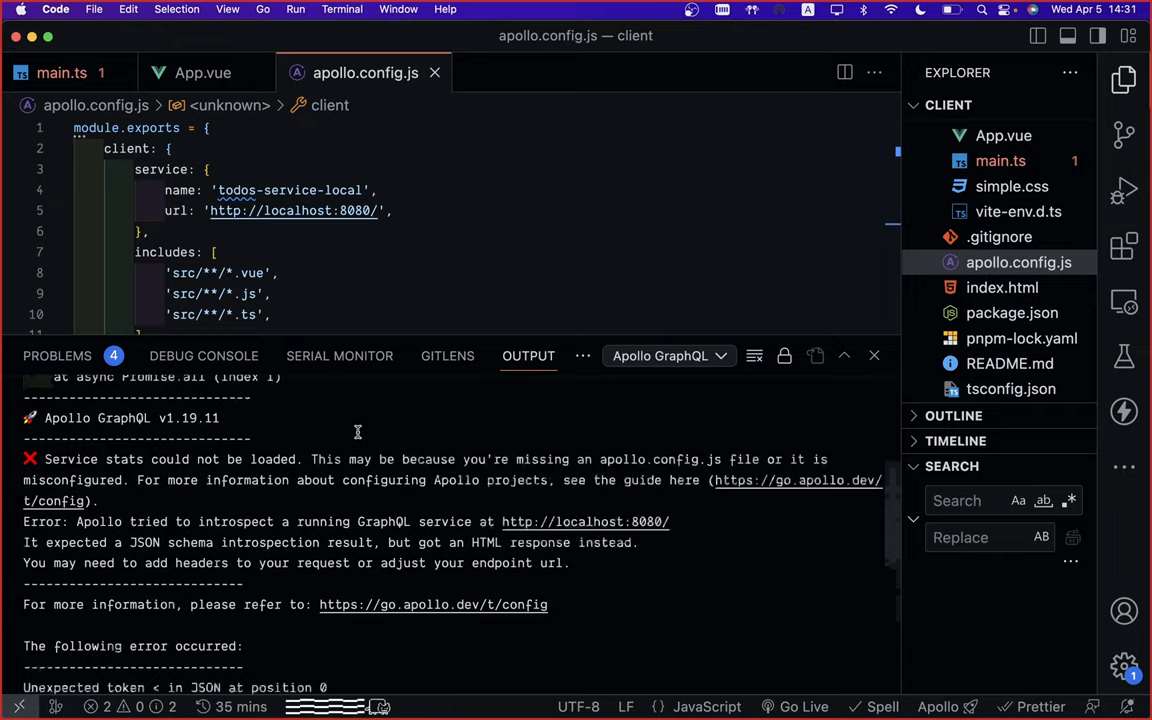 Code File Edit Selection View Go Run Terminal Window Help A Wed Apr 5 14:31
apollo.config.js — client
main.ts 1 App.vue apollo.config.js
EXPLORER
apollo.config.js > <unknown> > client
CLIENT
1 module.exports = {
2 client: {
3 service: {
4 name: 'todos-service-local',
5 url: 'http://localhost:8080/',
6 },
7 includes: [
8 'src/**/*.vue',
9 'src/**/*.js',
10 'src/**/*.ts',
11 ]
App.vue
main.ts 1
simple.css
vite-env.d.ts
.gitignore
apollo.config.js
index.html
package.json
pnpm-lock.yaml
README.md
tsconfig.json
OUTLINE
TIMELINE
SEARCH
Search Aa ab
Replace AB
PROBLEMS 4 DEBUG CONSOLE SERIAL MONITOR GITLENS OUTPUT Apollo GraphQL
at async Promise.all (index 1)
------------------------------
🚀 Apollo GraphQL v1.19.11
------------------------------
❌ Service stats could not be loaded. This may be because you're missing an apollo.config.js file or it is
misconfigured. For more information about configuring Apollo projects, see the guide here (https://go.apollo.dev/
t/config).
Error: Apollo tried to introspect a running GraphQL service at http://localhost:8080/
It expected a JSON schema introspection result, but got an HTML response instead.
You may need to add headers to your request or adjust your endpoint url.
-----------------------------
For more information, please refer to: https://go.apollo.dev/t/config
The following error occurred:
-----------------------------
Unexpected token < in JSON at position 0
2 0 2 35 mins UTF-8 LF {} JavaScript Go Live Spell Apollo Prettier
1